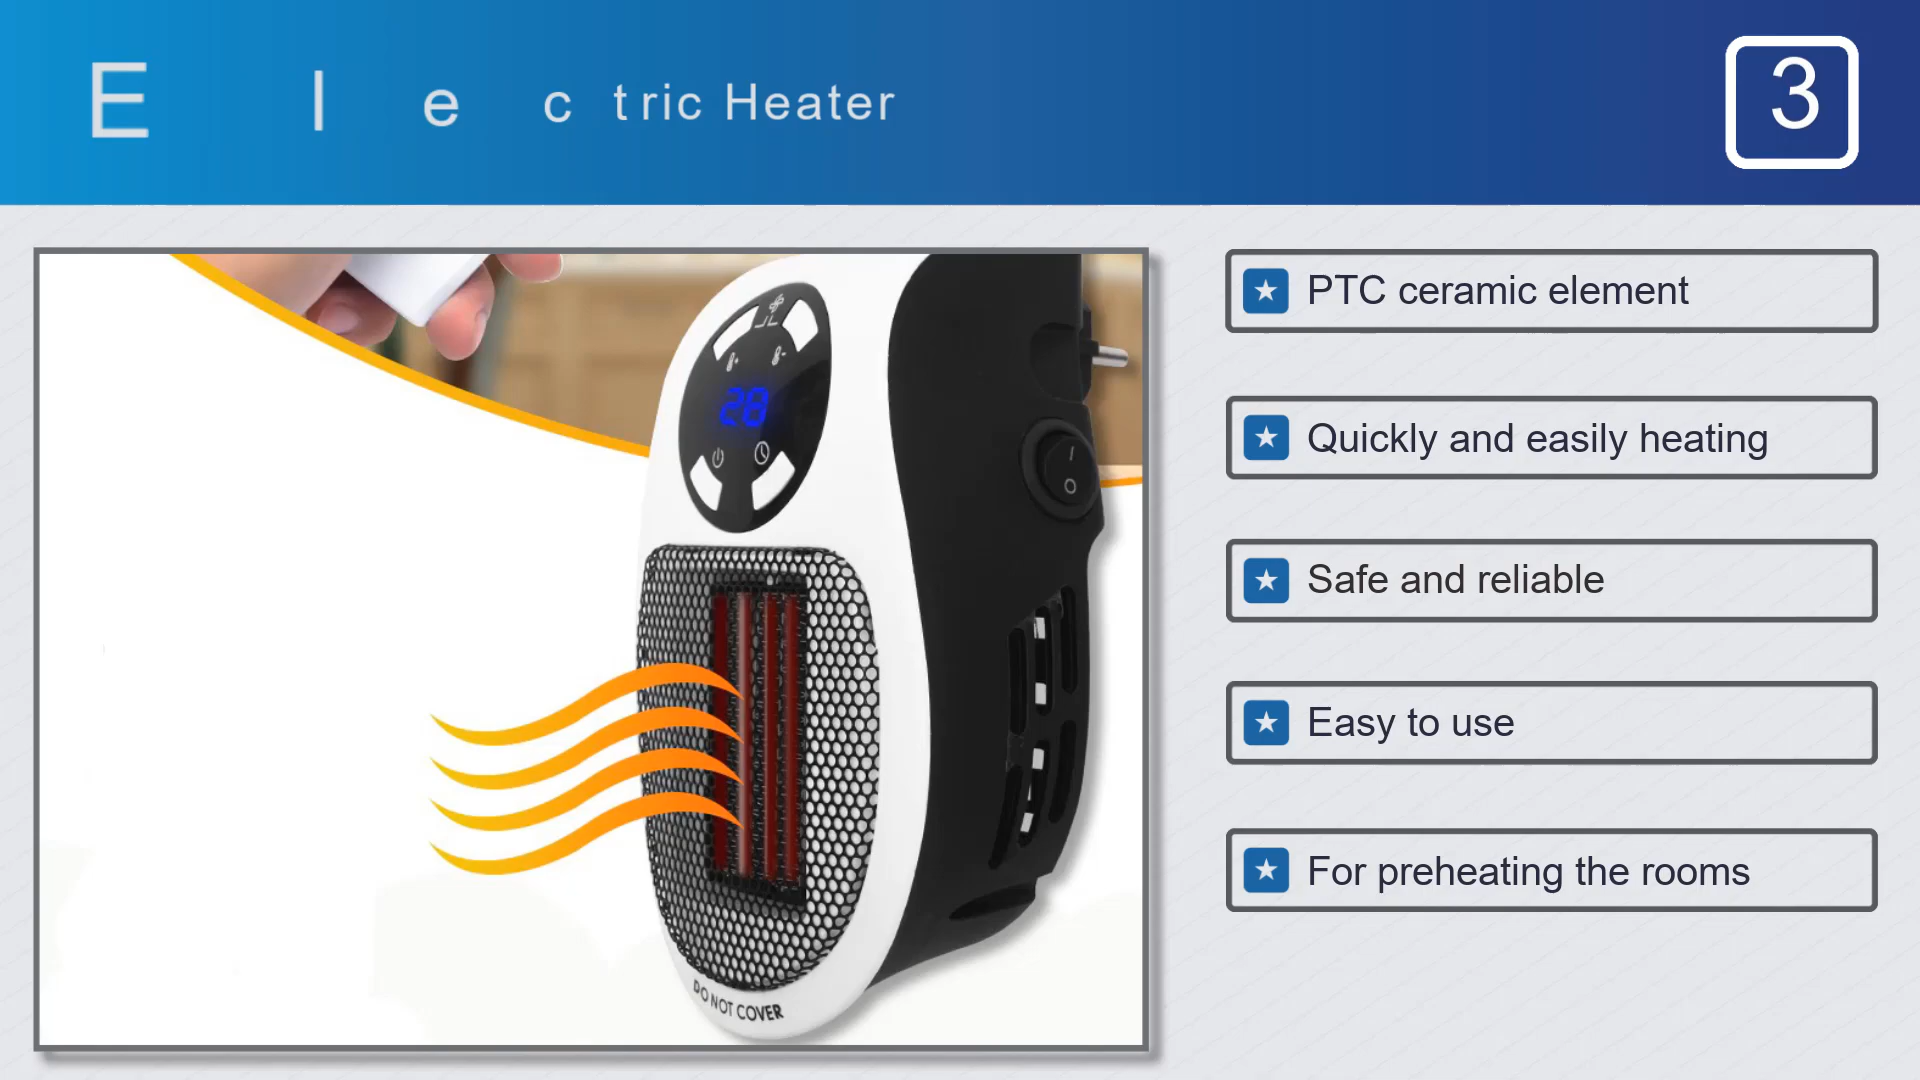 Electric Heater
3
28
I
O
DO NOT COVER
PTC ceramic element
Quickly and easily heating
Safe and reliable
Easy to use
For preheating the rooms